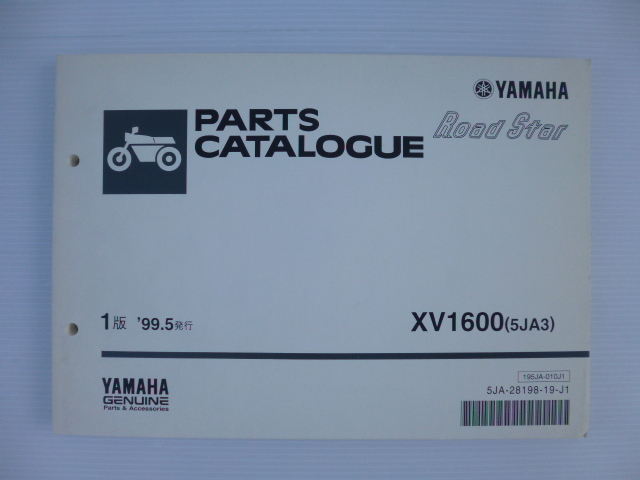 YAMAHA
PARTS
CATALOGUE
Road Star
1版 '99.5発行
XV1600(5JA3)
YAMAHA
GENUINE
Parts & Accessories
195JA-010J1
5JA-28198-19-J1